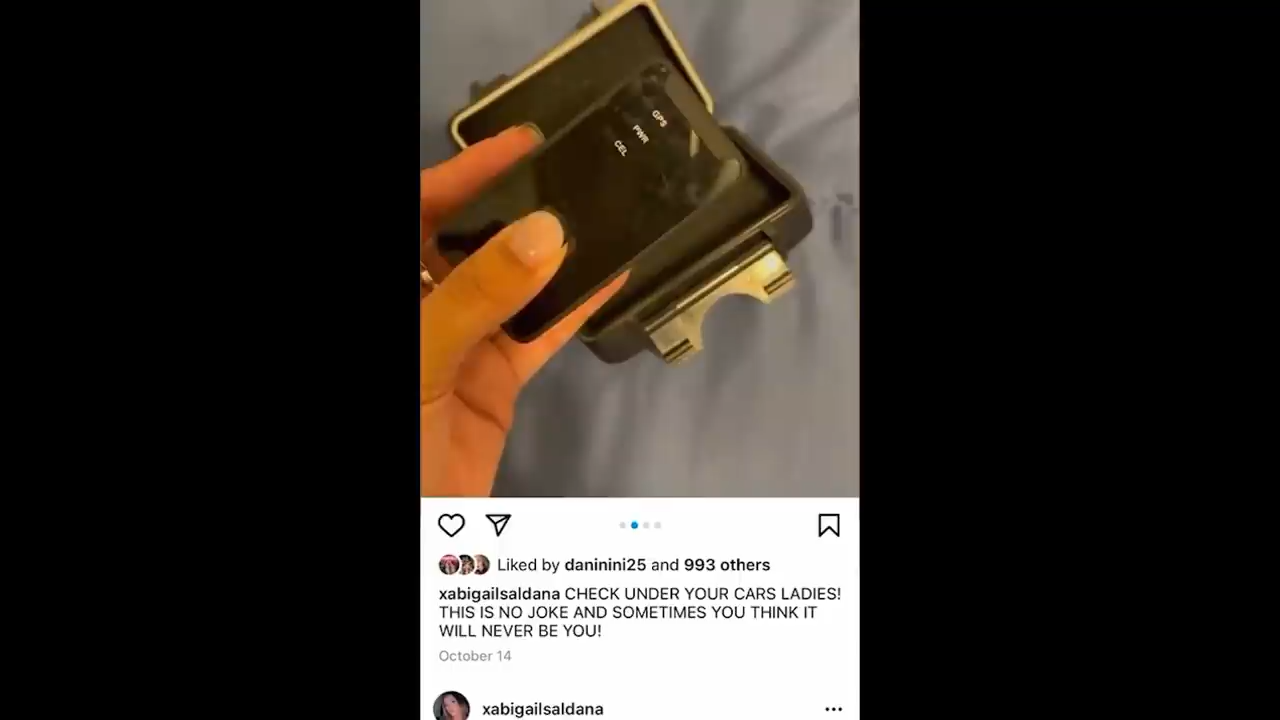 GPS
PWR
CEL
Liked by daninini25 and 993 others
xabigailsaldana CHECK UNDER YOUR CARS LADIES!
THIS IS NO JOKE AND SOMETIMES YOU THINK IT
WILL NEVER BE YOU!
October 14
xabigailsaldana